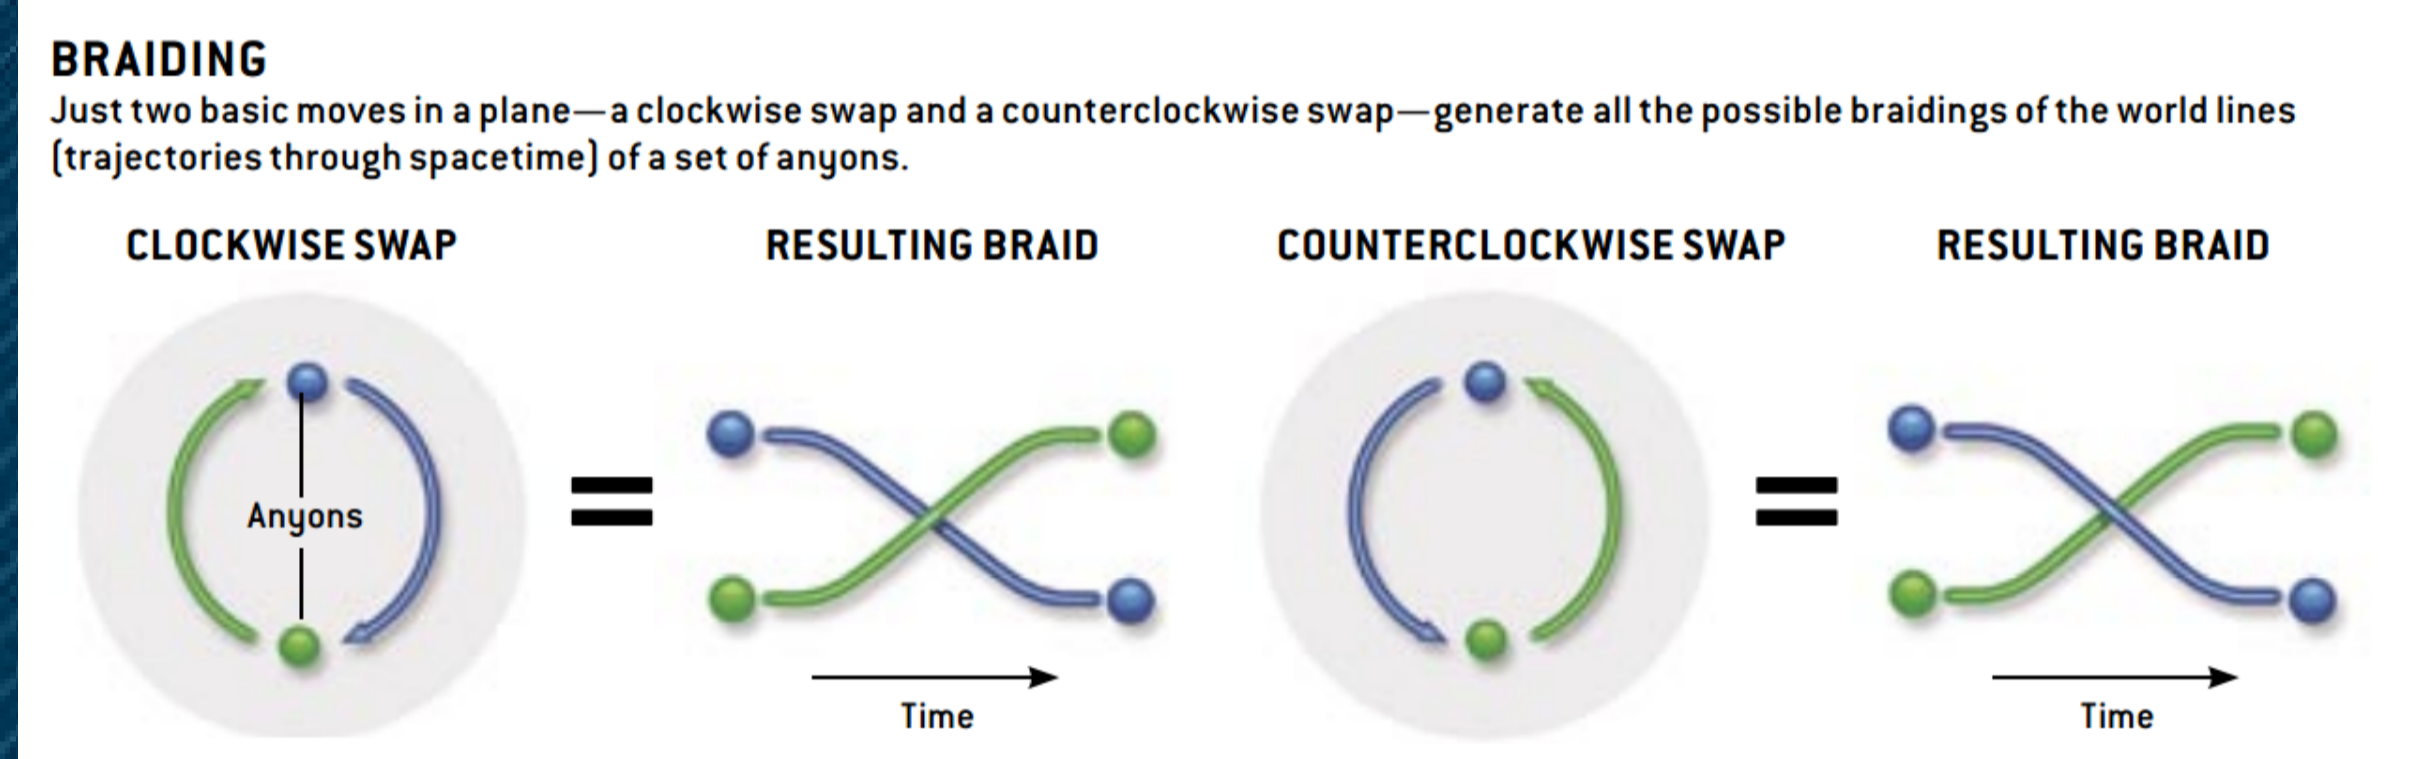 BRAIDING
Just two basic moves in a plane—a clockwise swap and a counterclockwise swap—generate all the possible braidings of the world lines
(trajectories through spacetime) of a set of anyons.
CLOCKWISE SWAP
RESULTING BRAID
COUNTERCLOCKWISE SWAP
RESULTING BRAID
Anyons
=
=
Time
Time